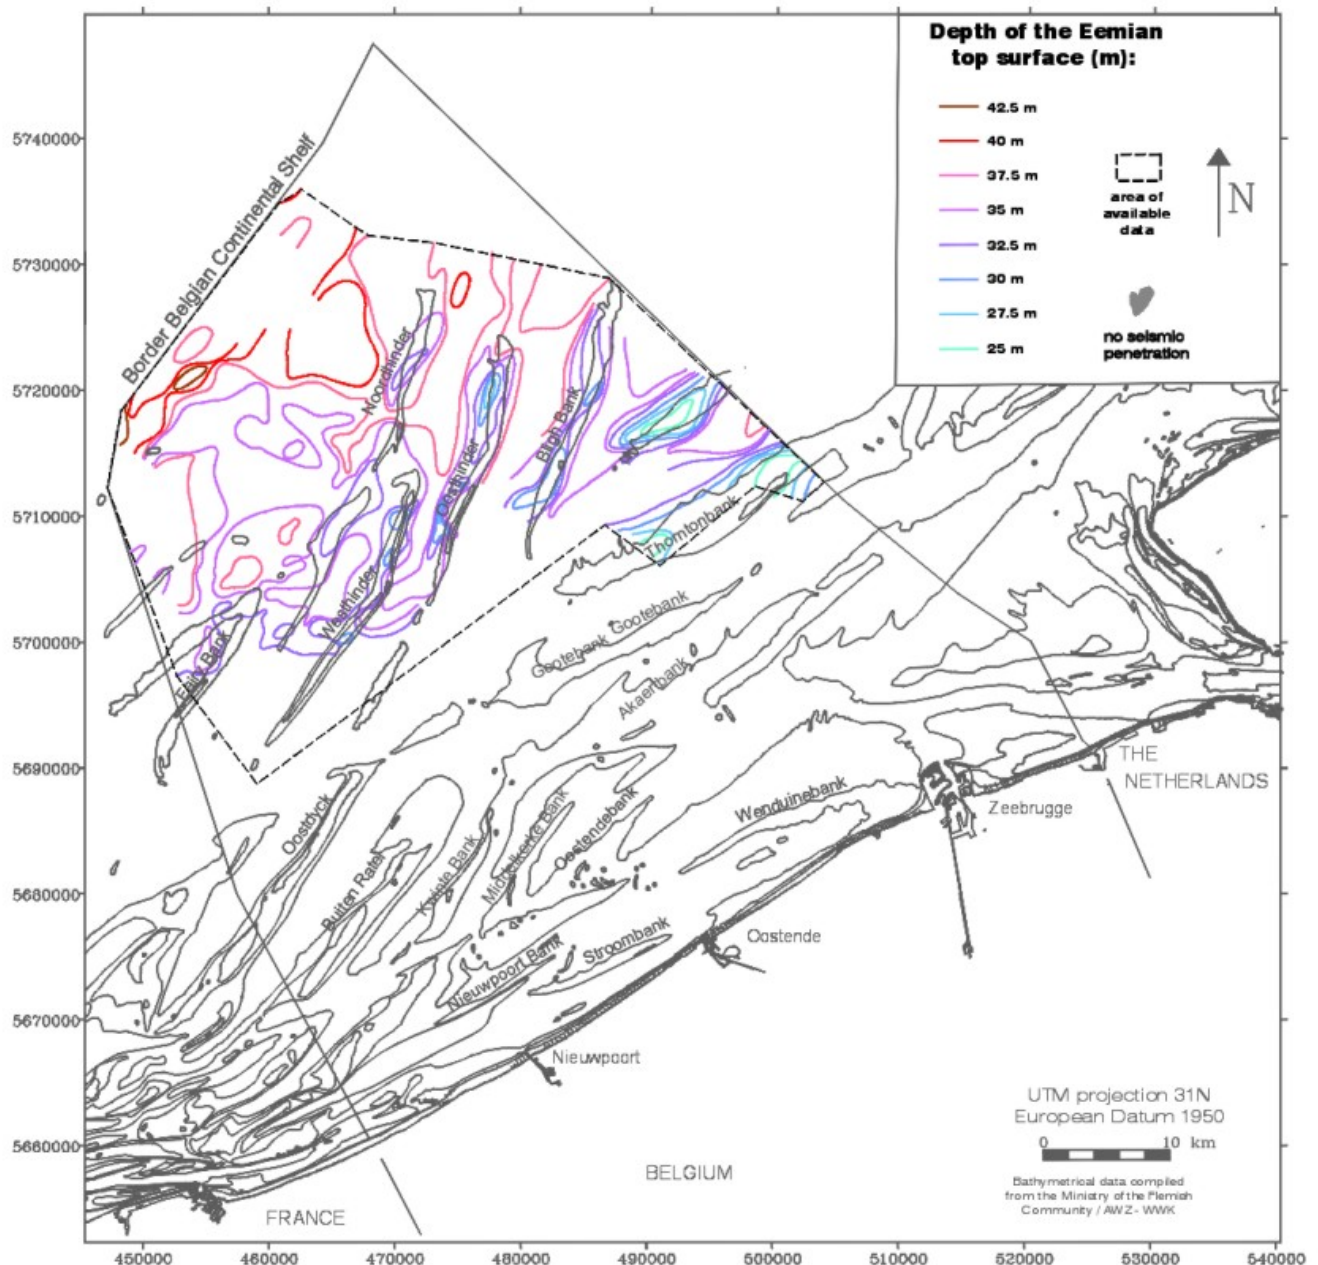 Depth of the Eemian
top surface (m):
42.5 m
40 m
37.5 m
35 m
32.5 m
30 m
27.5 m
25 m
area of
available
data
N
no seismic
penetration
5740000
5730000
5720000
5710000
5700000
5690000
5680000
5670000
5660000
Border Belgian Continental Shelf
Noordhinder
Bligh Bank
Oosthinder
Thorntonbank
Westhinder
Gootebank
Gootebank
Fairy Bank
Akaertbank
THE
NETHERLANDS
Wenduinebank
Zeebrugge
Oostdyck
Buiten Ratel
Kwinte Bank
Middelkerke Bank
Oostendebank
Stroombank
Nieuwpoort Bank
Oostende
Nieuwpoort
UTM projection 31N
European Datum 1950
0 10 km
Bathymetrical data compiled
from the Ministry of the Flemish
Community / AWZ - WWK
BELGIUM
FRANCE
450000 460000 470000 480000 490000 500000 510000 520000 530000 540000